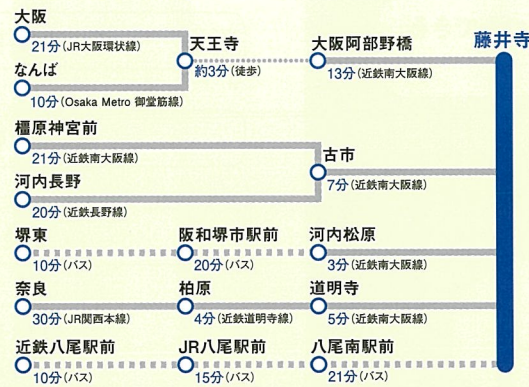 大阪
21分(JR大阪環状線)
天王寺
約3分(徒歩)
大阪阿部野橋
13分(近鉄南大阪線)
藤井寺
なんば
10分(Osaka Metro 御堂筋線)
橿原神宮前
21分(近鉄南大阪線)
古市
7分(近鉄南大阪線)
河内長野
20分(近鉄長野線)
堺東
10分(バス)
阪和堺市駅前
20分(バス)
河内松原
3分(近鉄南大阪線)
奈良
30分(JR関西本線)
柏原
4分(近鉄道明寺線)
道明寺
5分(近鉄南大阪線)
近鉄八尾駅前
10分(バス)
JR八尾駅前
15分(バス)
八尾南駅前
21分(バス)